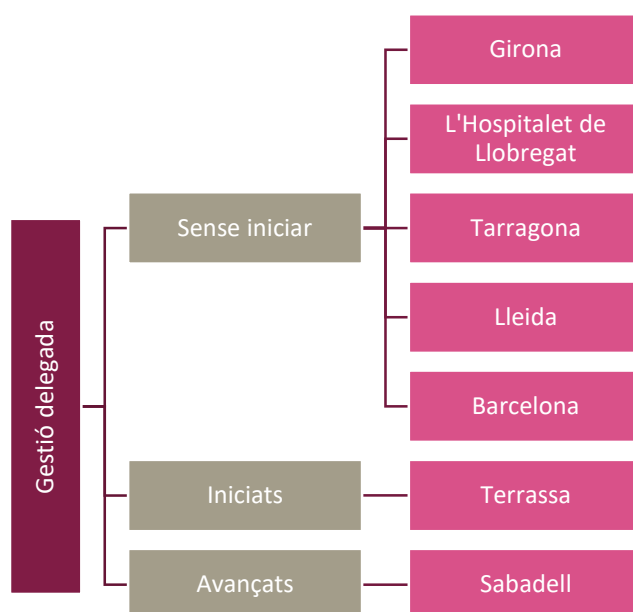 Gestió delegada
Sense iniciar
Girona
L'Hospitalet de
Llobregat
Tarragona
Lleida
Barcelona
Iniciats
Terrassa
Avançats
Sabadell